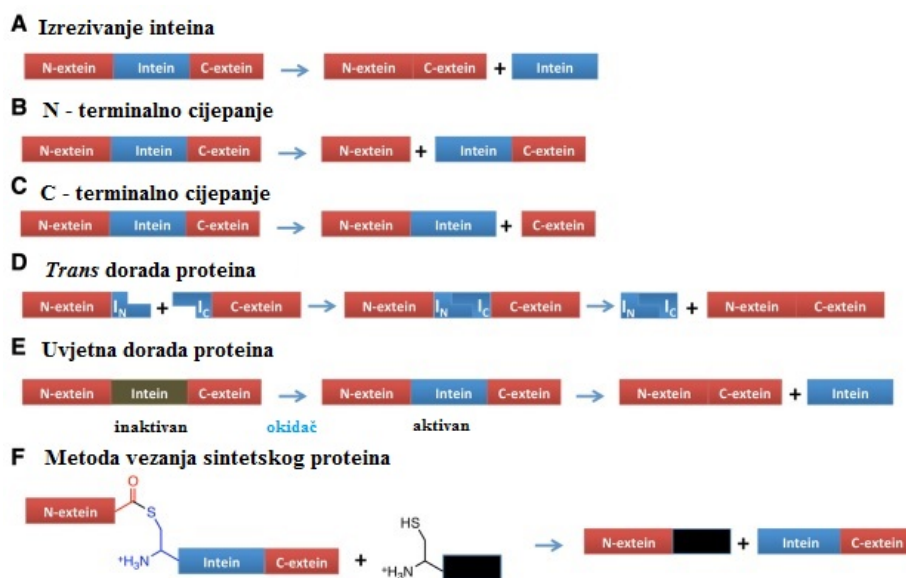 A Izrezivanje inteina
N-extein Intein C-extein → N-extein C-extein + Intein
B N - terminalno cijepanje
N-extein Intein C-extein → N-extein + Intein C-extein
C C - terminalno cijepanje
N-extein Intein C-extein → N-extein Intein + C-extein
D Trans dorada proteina
N-extein IN + IC C-extein → N-extein IN IC C-extein → IN IC + N-extein C-extein
E Uvjetna dorada proteina
N-extein Intein C-extein → N-extein Intein C-extein → N-extein C-extein + Intein
inaktivan okidač aktivan
F Metoda vezanja sintetskog proteina
O
N-extein S HS
+H3N Intein C-extein + +H3N → N-extein + Intein C-extein